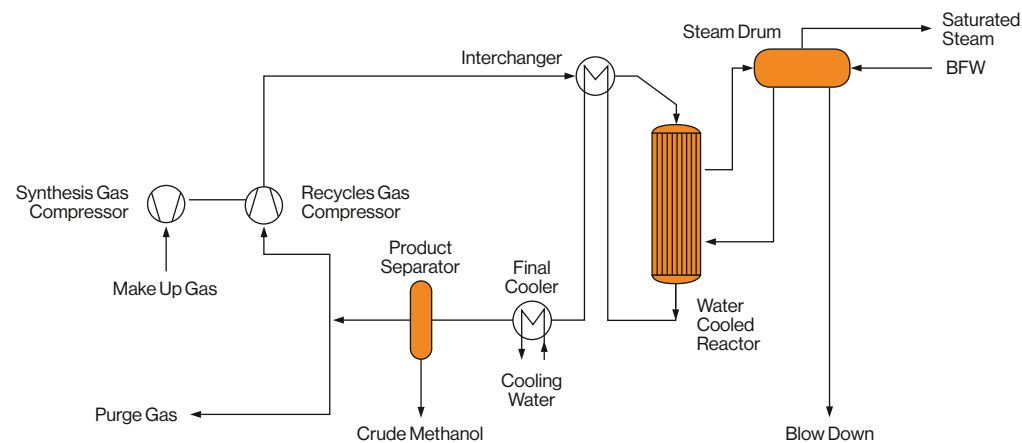 Steam Drum
Saturated
Steam
BFW
Interchanger
Synthesis Gas
Compressor
Recycles Gas
Compressor
Make Up Gas
Product
Separator
Final
Cooler
Water
Cooled
Reactor
Cooling
Water
Purge Gas
Crude Methanol
Blow Down